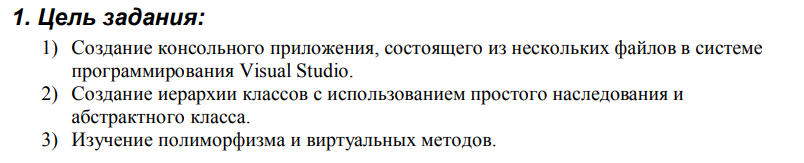 1. Цель задания:
1) Создание консольного приложения, состоящего из нескольких файлов в системе
программирования Visual Studio.
2) Создание иерархии классов с использованием простого наследования и
абстрактного класса.
3) Изучение полиморфизма и виртуальных методов.